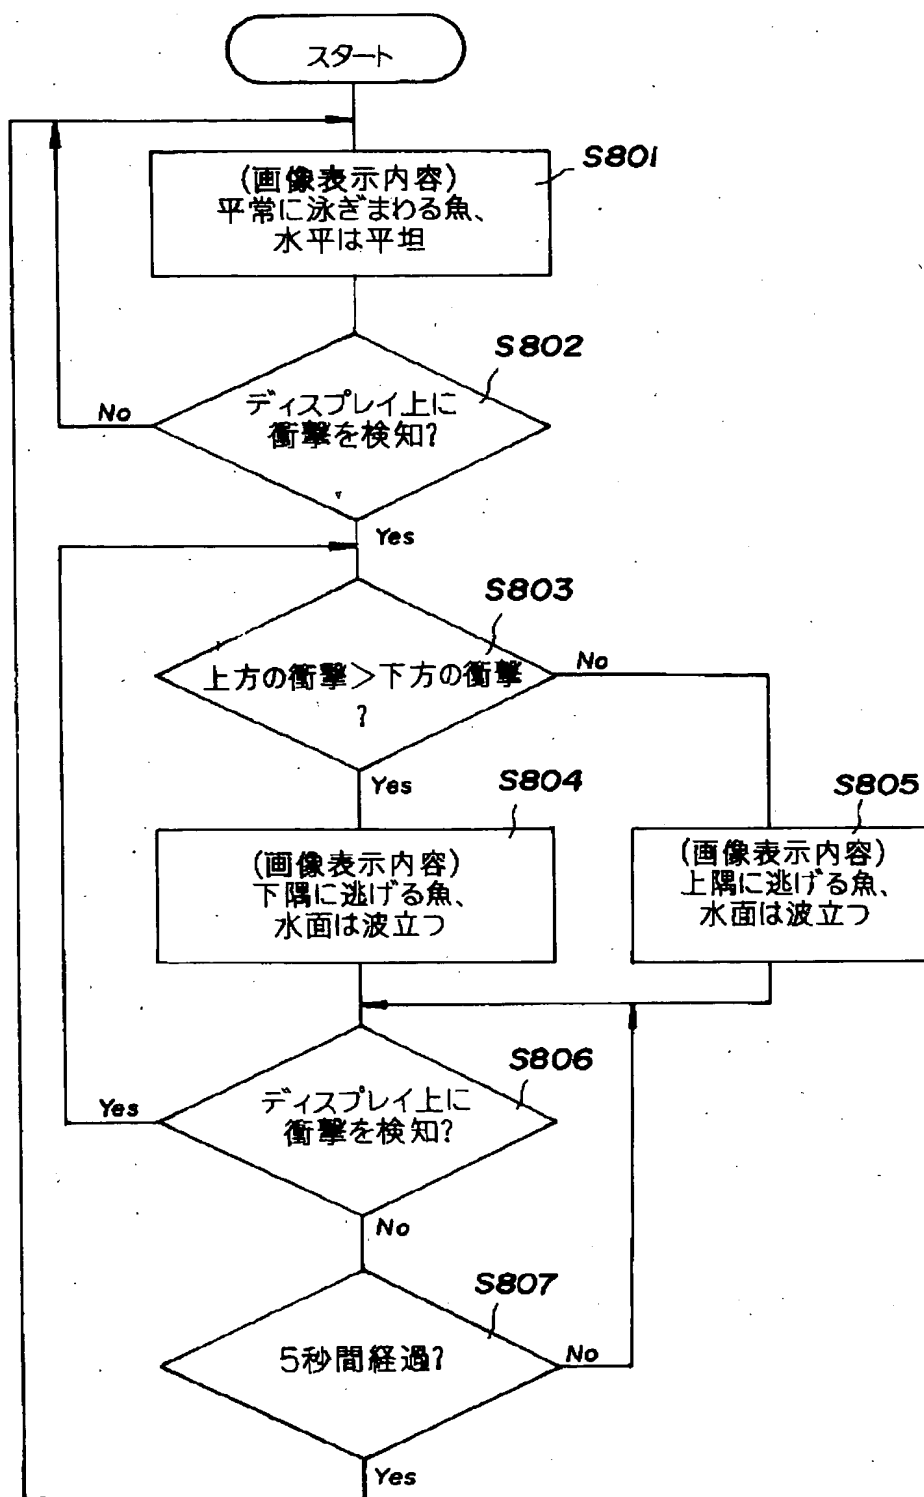 スタート
S801
(画像表示内容)
平常に泳ぎまわる魚、
水平は平坦
S802
ディスプレイ上に
衝撃を検知?
No
Yes
S803
上方の衝撃>下方の衝撃
?
No
Yes
S804
(画像表示内容)
下隅に逃げる魚、
水面は波立つ
S805
(画像表示内容)
上隅に逃げる魚、
水面は波立つ
S806
ディスプレイ上に
衝撃を検知?
Yes
No
S807
5秒間経過?
No
Yes